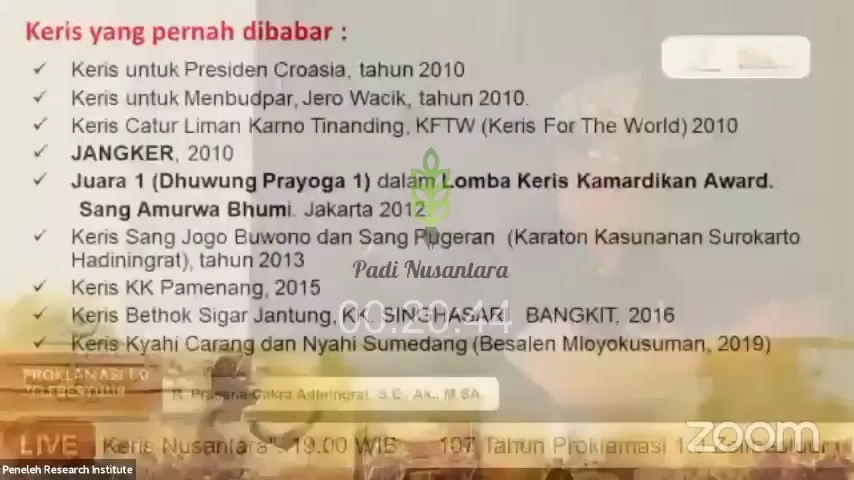 Keris yang pernah dibabar :
✓ Keris untuk Presiden Croasia, tahun 2010
✓ Keris untuk Menbudpar, Jero Wacik, tahun 2010.
✓ Keris Catur Liman Karno Tinanding, KFTW (Keris For The World) 2010
✓ JANGKER, 2010
✓ Juara 1 (Dhuwung Prayoga 1) dalam Lomba Keris Kamardikan Award.
Sang Amurwa Bhumi. Jakarta 2012.
✓ Keris Sang Jogo Buwono dan Sang Pugeran (Karaton Kasunanan Surokarto
Hadiningrat), tahun 2013
Padi Nusantara
✓ Keris KK Pamenang, 2015
00:20:44
✓ Keris Bethok Sigar Jantung, KK. SINGHASARI BANGKIT, 2016
✓ Keris Kyahi Carang dan Nyahi Sumedang (Besalen Mloyokusuman, 2019)
PROKLAMASI
S.E., Ak., M.SA.
zoom
LIVE Keris Nusantara". 19.00 WIB 107 Tahun Proklamasi
Peneleh Research Institute